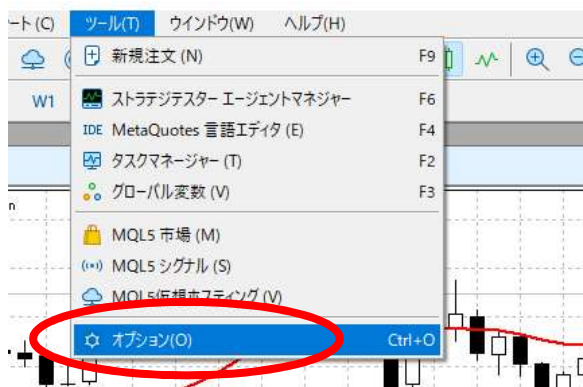 ート(C) ツール(T) ウインドウ(W) ヘルプ(H)
新規注文 (N) F9
W1
ストラテジテスター エージェントマネジャー F6
IDE MetaQuotes 言語エディタ (E) F4
タスクマネージャー (T) F2
グローバル変数 (V) F3
n
MQL5 市場 (M)
MQL5 シグナル (S)
MQL5仮想ホスティング (V)
オプション(O) Ctrl+O